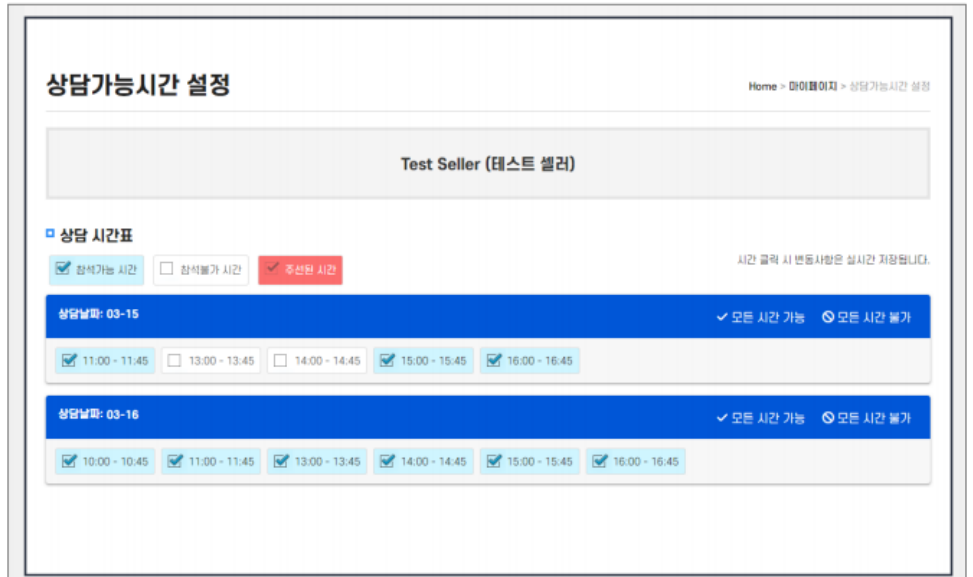 상담가능시간 설정
Home > 마이페이지 > 상담가능시간 설정
Test Seller (테스트 셀러)
상담 시간표
참석가능 시간 참석불가 시간 주선된 시간
시간 클릭 시 변동사항은 실시간 저장됩니다.
상담날짜: 03-15 모든 시간 가능 모든 시간 불가
11:00 - 11:45 13:00 - 13:45 14:00 - 14:45 15:00 - 15:45 16:00 - 16:45
상담날짜: 03-16 모든 시간 가능 모든 시간 불가
10:00 - 10:45 11:00 - 11:45 13:00 - 13:45 14:00 - 14:45 15:00 - 15:45 16:00 - 16:45